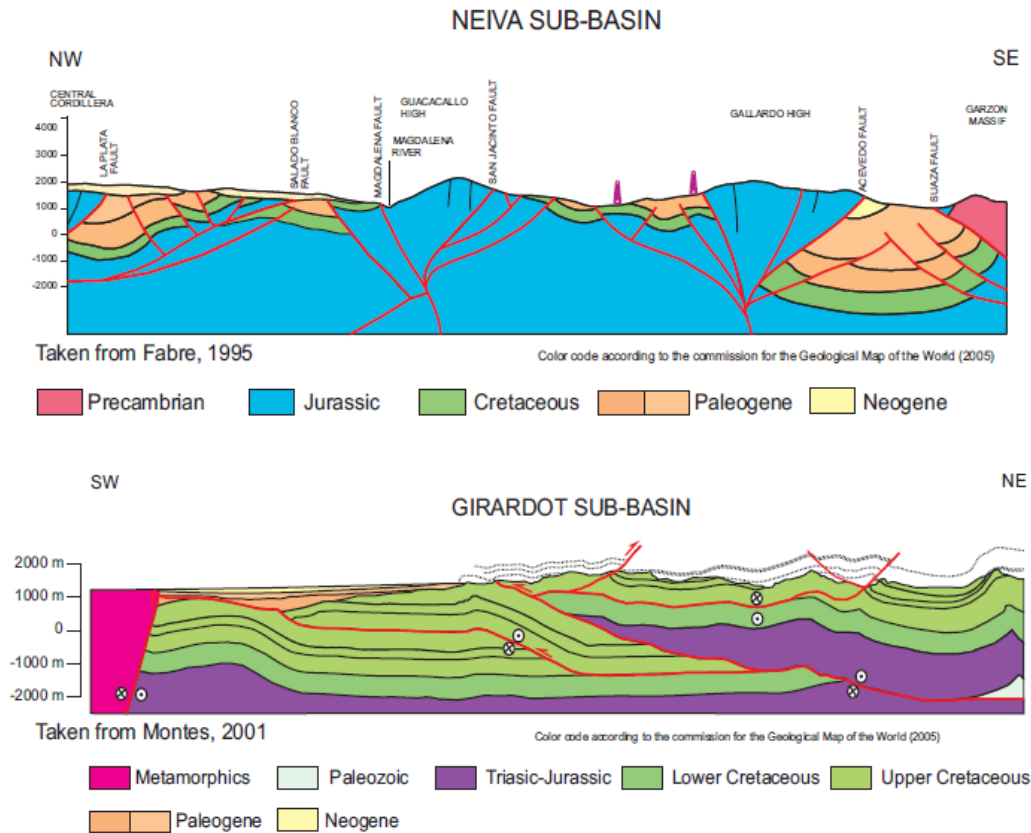 NEIVA SUB-BASIN
NW
SE
CENTRAL
CORDILLERA
LA PLATA
FAULT
SALADO BLANCO
FAULT
MAGDALENA FAULT
GUACACALLO
HIGH
MAGDALENA
RIVER
SAN JACINTO FAULT
GALLARDO HIGH
ACEVEDO FAULT
SUAZA FAULT
GARZON
MASSIF
4000
3000
2000
1000
0
-1000
-2000
Taken from Fabre, 1995
Color code according to the commission for the Geological Map of the World (2005)
Precambrian
Jurassic
Cretaceous
Paleogene
Neogene
SW
NE
GIRARDOT SUB-BASIN
2000 m
1000 m
0
-1000 m
-2000 m
Taken from Montes, 2001
Color code according to the commission for the Geological Map of the World (2005)
Metamorphics
Paleozoic
Triasic-Jurassic
Lower Cretaceous
Upper Cretaceous
Paleogene
Neogene